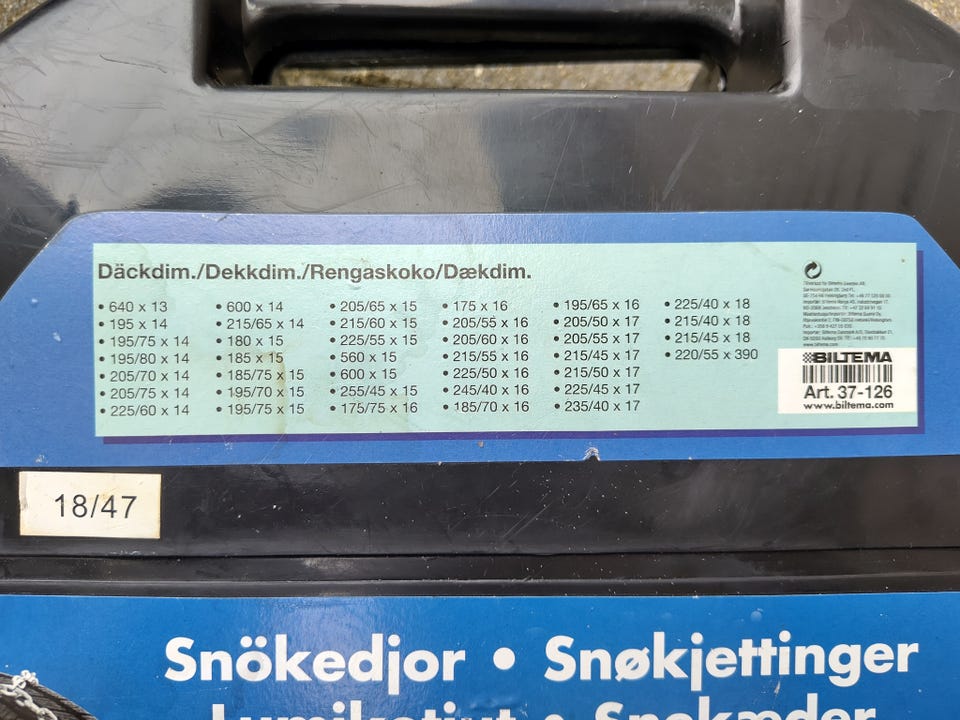 Däckdim./Dekkdim./Rengaskoko/Dækdim.
• 640 x 13
• 195 x 14
• 195/75 x 14
• 195/80 x 14
• 205/70 x 14
• 205/75 x 14
• 225/60 x 14
• 600 x 14
• 215/65 x 14
• 180 x 15
• 185 x 15
• 185/75 x 15
• 195/70 x 15
• 195/75 x 15
• 205/65 x 15
• 215/60 x 15
• 225/55 x 15
• 560 x 15
• 600 x 15
• 255/45 x 15
• 175/75 x 16
• 175 x 16
• 205/55 x 16
• 205/60 x 16
• 215/55 x 16
• 225/50 x 16
• 245/40 x 16
• 185/70 x 16
• 195/65 x 16
• 205/50 x 17
• 205/55 x 17
• 215/45 x 17
• 215/50 x 17
• 225/45 x 17
• 235/40 x 17
• 225/40 x 18
• 215/40 x 18
• 215/45 x 18
• 220/55 x 390
BILTEMA
Art. 37-126
www.biltema.com
18/47
Snökedjor • Snøkjettinger
Lumiketjut • Snekæder